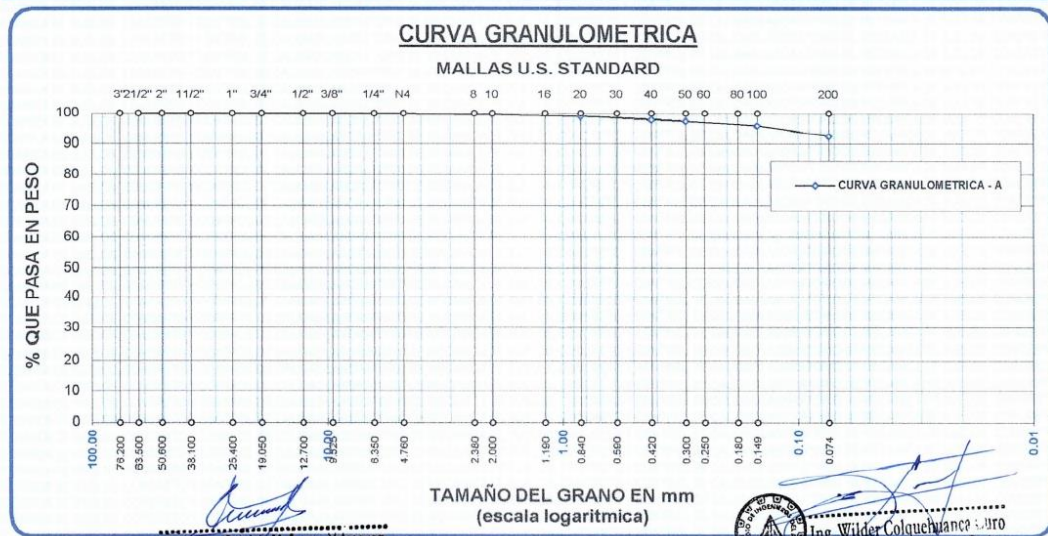 CURVA GRANULOMETRICA
MALLAS U.S. STANDARD
3" 2 1/2" 2" 1 1/2" 1" 3/4" 1/2" 3/8" 1/4" N4 8 10 16 20 30 40 50 60 80 100 200
% QUE PASA EN PESO
100
90
80
70
60
50
40
30
20
10
0
CURVA GRANULOMETRICA - A
100.00 76.200 63.500 50.600 38.100 25.400 19.050 12.700 10.00 9.525 6.350 4.760 2.380 2.000 1.190 1.00 0.840 0.590 0.420 0.300 0.250 0.180 0.149 0.10 0.074 0.01
TAMAÑO DEL GRANO EN mm
(escala logaritmica)
Ing. Wilder Colquehuanca